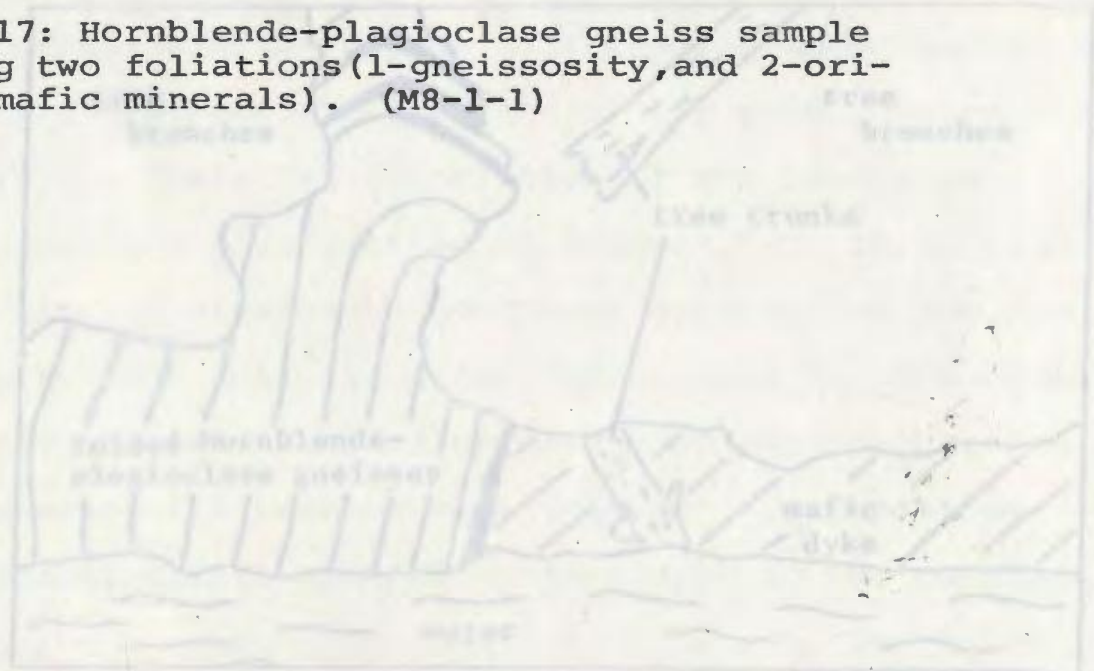 17: Hornblende-plagioclase gneiss sample
g two foliations(1-gneissosity,and 2-ori-
mafic minerals). (M8-1-1)
tree
branches
branches
tree trunks
folded hornblende-
plagioclase gneisses
mafic
dyke
water